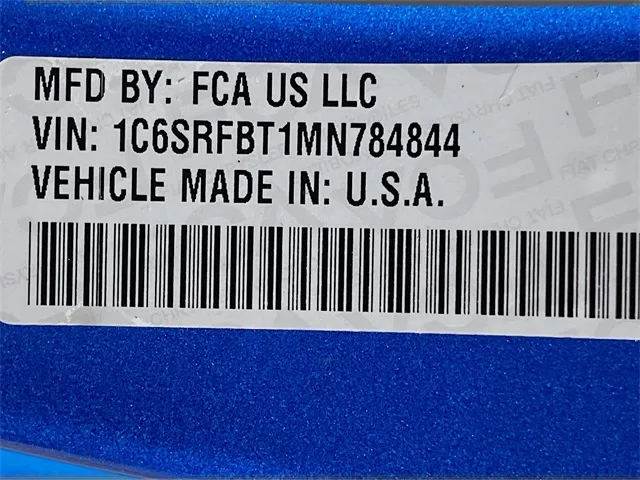 MFD BY: FCA US LLC
VIN: 1C6SRFBT1MN784844
VEHICLE MADE IN: U.S.A.